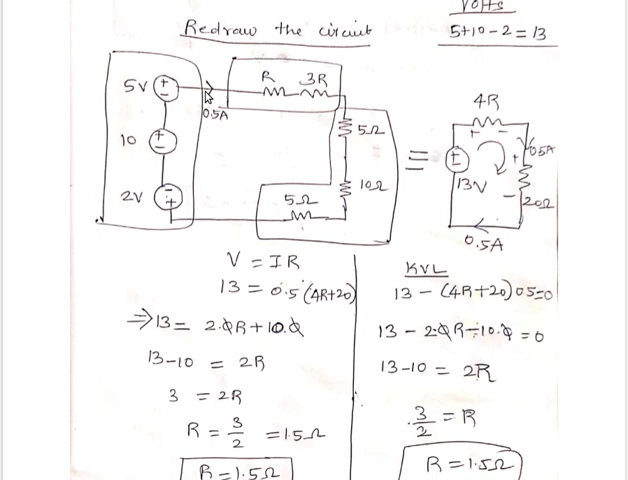 Volts
Redraw the circuit
5+10-2=13
R 3R
5V
0.5A
5Ω
10
10Ω
2V
5Ω
4R
0.5A
13V
20Ω
0.5A
V = IR
13 = 0.5(4R+20)
⇒13 = 2.0R+10.0
13-10 = 2R
3 = 2R
R = 3/2 = 1.5Ω
R=1.5Ω
KVL
13 - (4R+20)0.5=0
13 - 2.0R-10.0 = 0
13-10 = 2R
3/2 = R
R=1.5Ω